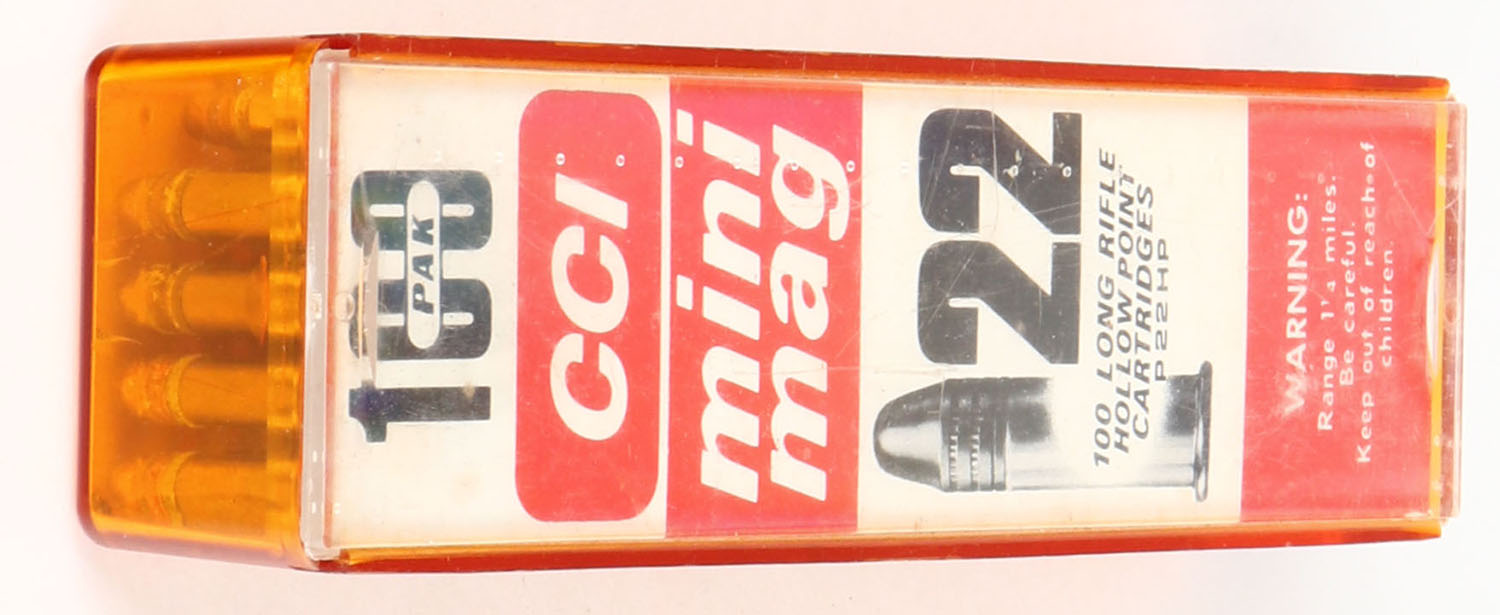 100
PAK
CCI
mini
mag
22
100 LONG RIFLE
HOLLOW POINT
CARTRIDGES
P22HP
WARNING:
Range 1¼ miles.
Be careful.
Keep out of reach of
children.